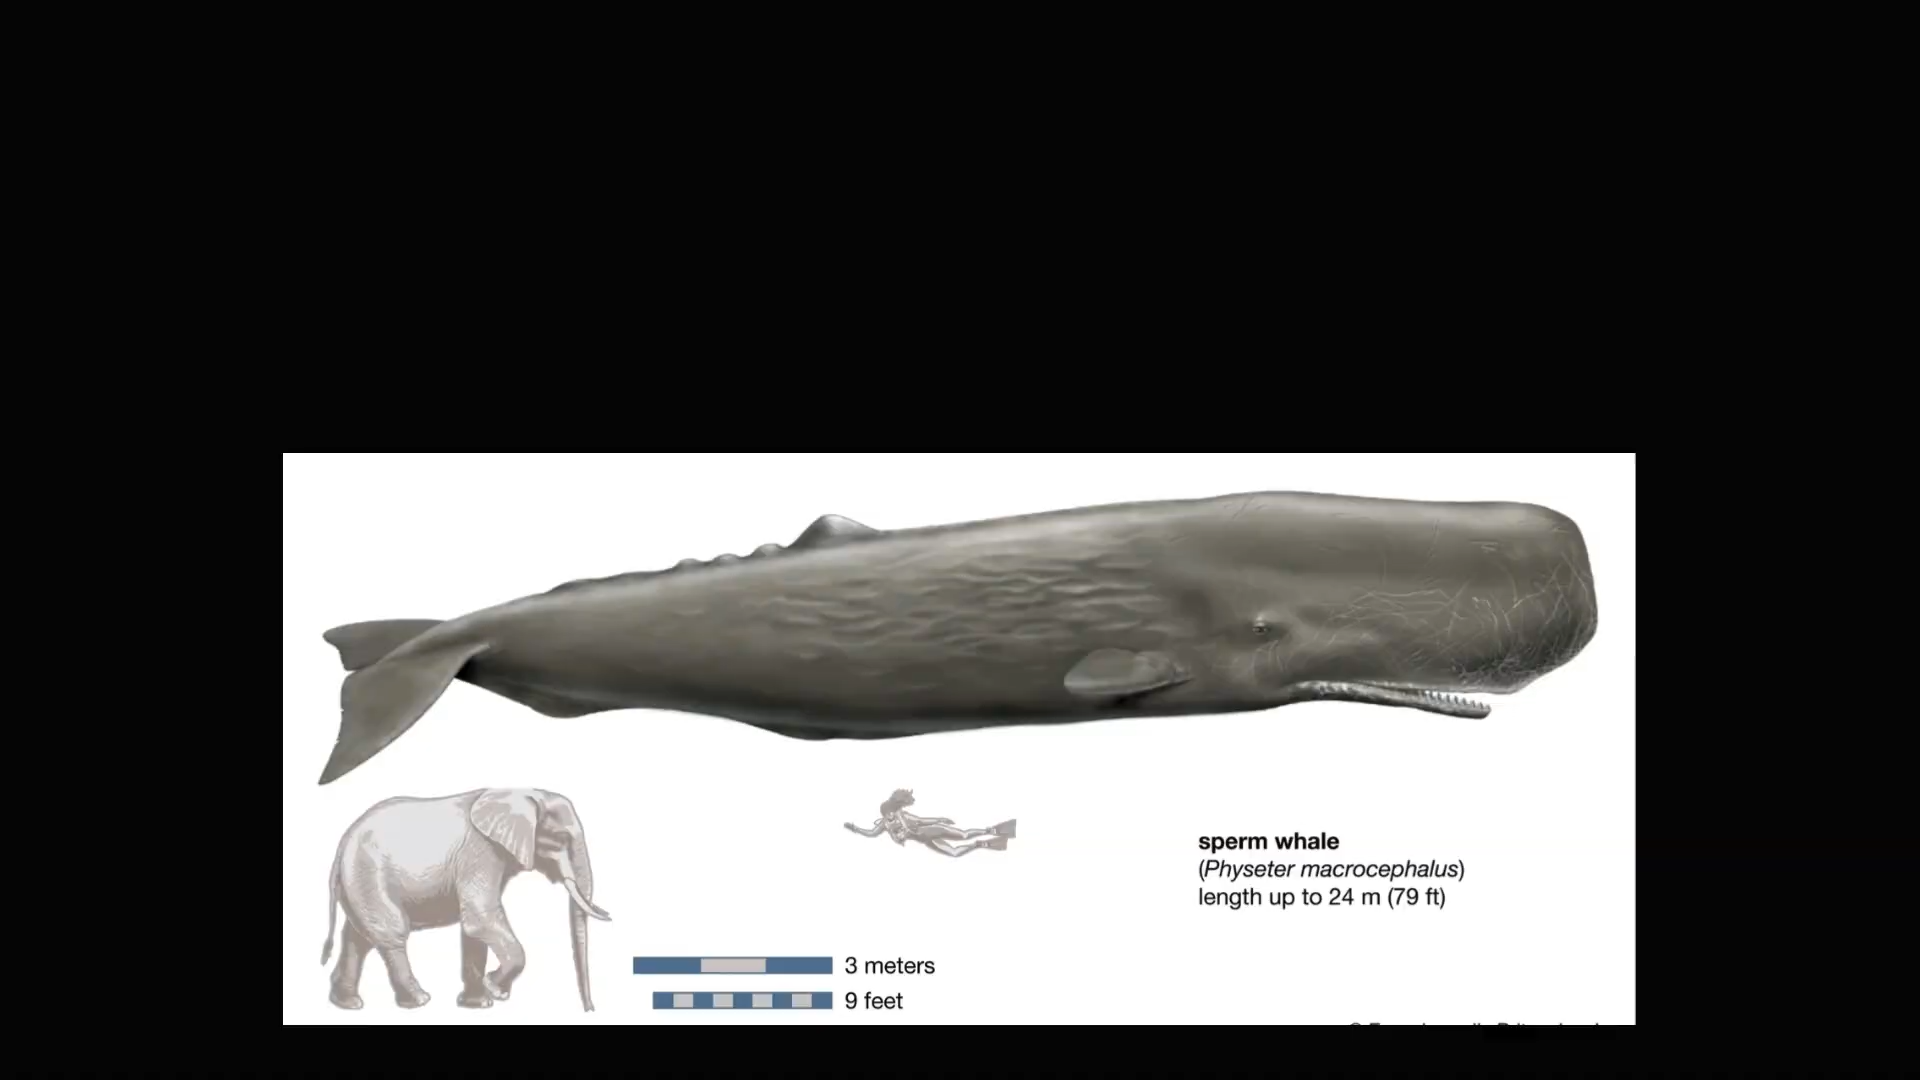 sperm whale
(Physeter macrocephalus)
length up to 24 m (79 ft)
3 meters
9 feet